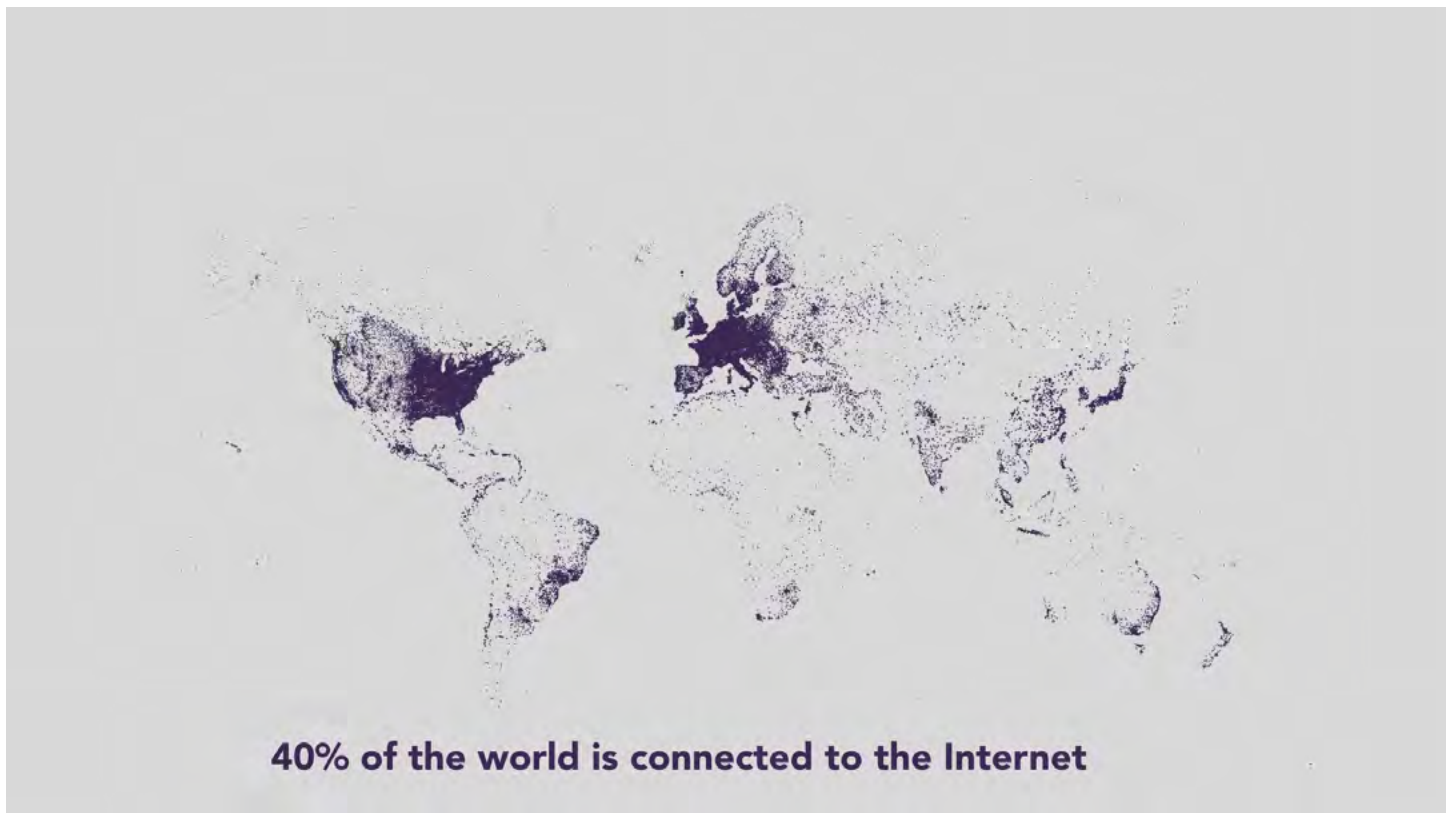 40% of the world is connected to the Internet